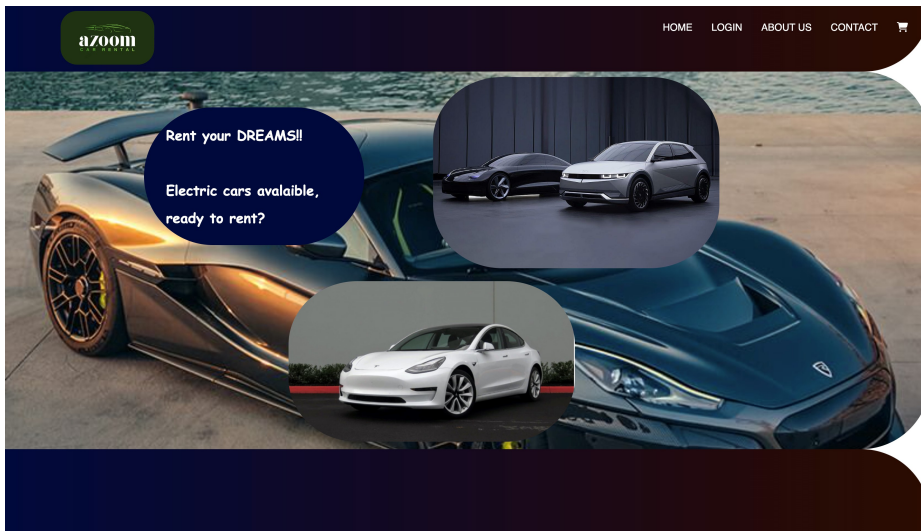 azoom
CAR RENTAL
HOME LOGIN ABOUT US CONTACT
Rent your DREAMS!!
Electric cars avalaible,
ready to rent?